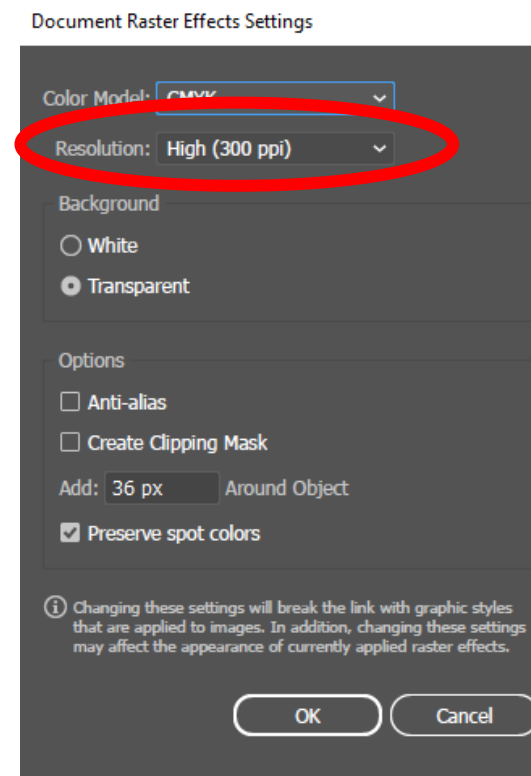 Document Raster Effects Settings
Color Model: CMYK
Resolution: High (300 ppi)
Background
White
Transparent
Options
Anti-alias
Create Clipping Mask
Add: 36 px Around Object
Preserve spot colors
Changing these settings will break the link with graphic styles
that are applied to images. In addition, changing these settings
may affect the appearance of currently applied raster effects.
OK Cancel